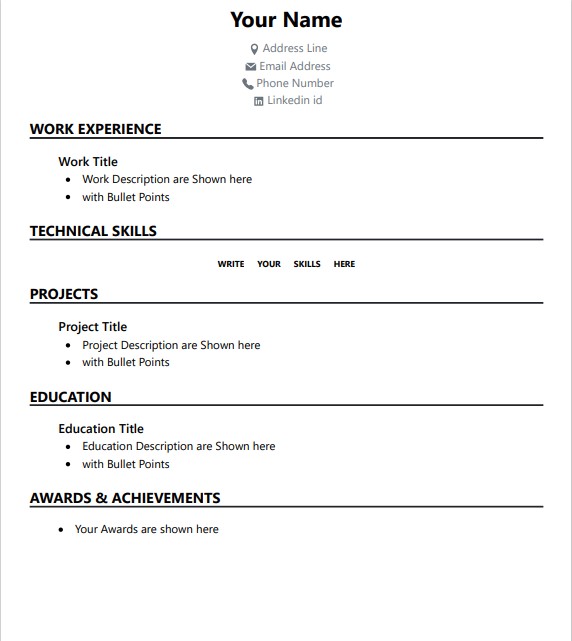 Your Name
Address Line
Email Address
Phone Number
Linkedin id
WORK EXPERIENCE
Work Title
• Work Description are Shown here
• with Bullet Points
TECHNICAL SKILLS
WRITE YOUR SKILLS HERE
PROJECTS
Project Title
• Project Description are Shown here
• with Bullet Points
EDUCATION
Education Title
• Education Description are Shown here
• with Bullet Points
AWARDS & ACHIEVEMENTS
• Your Awards are shown here